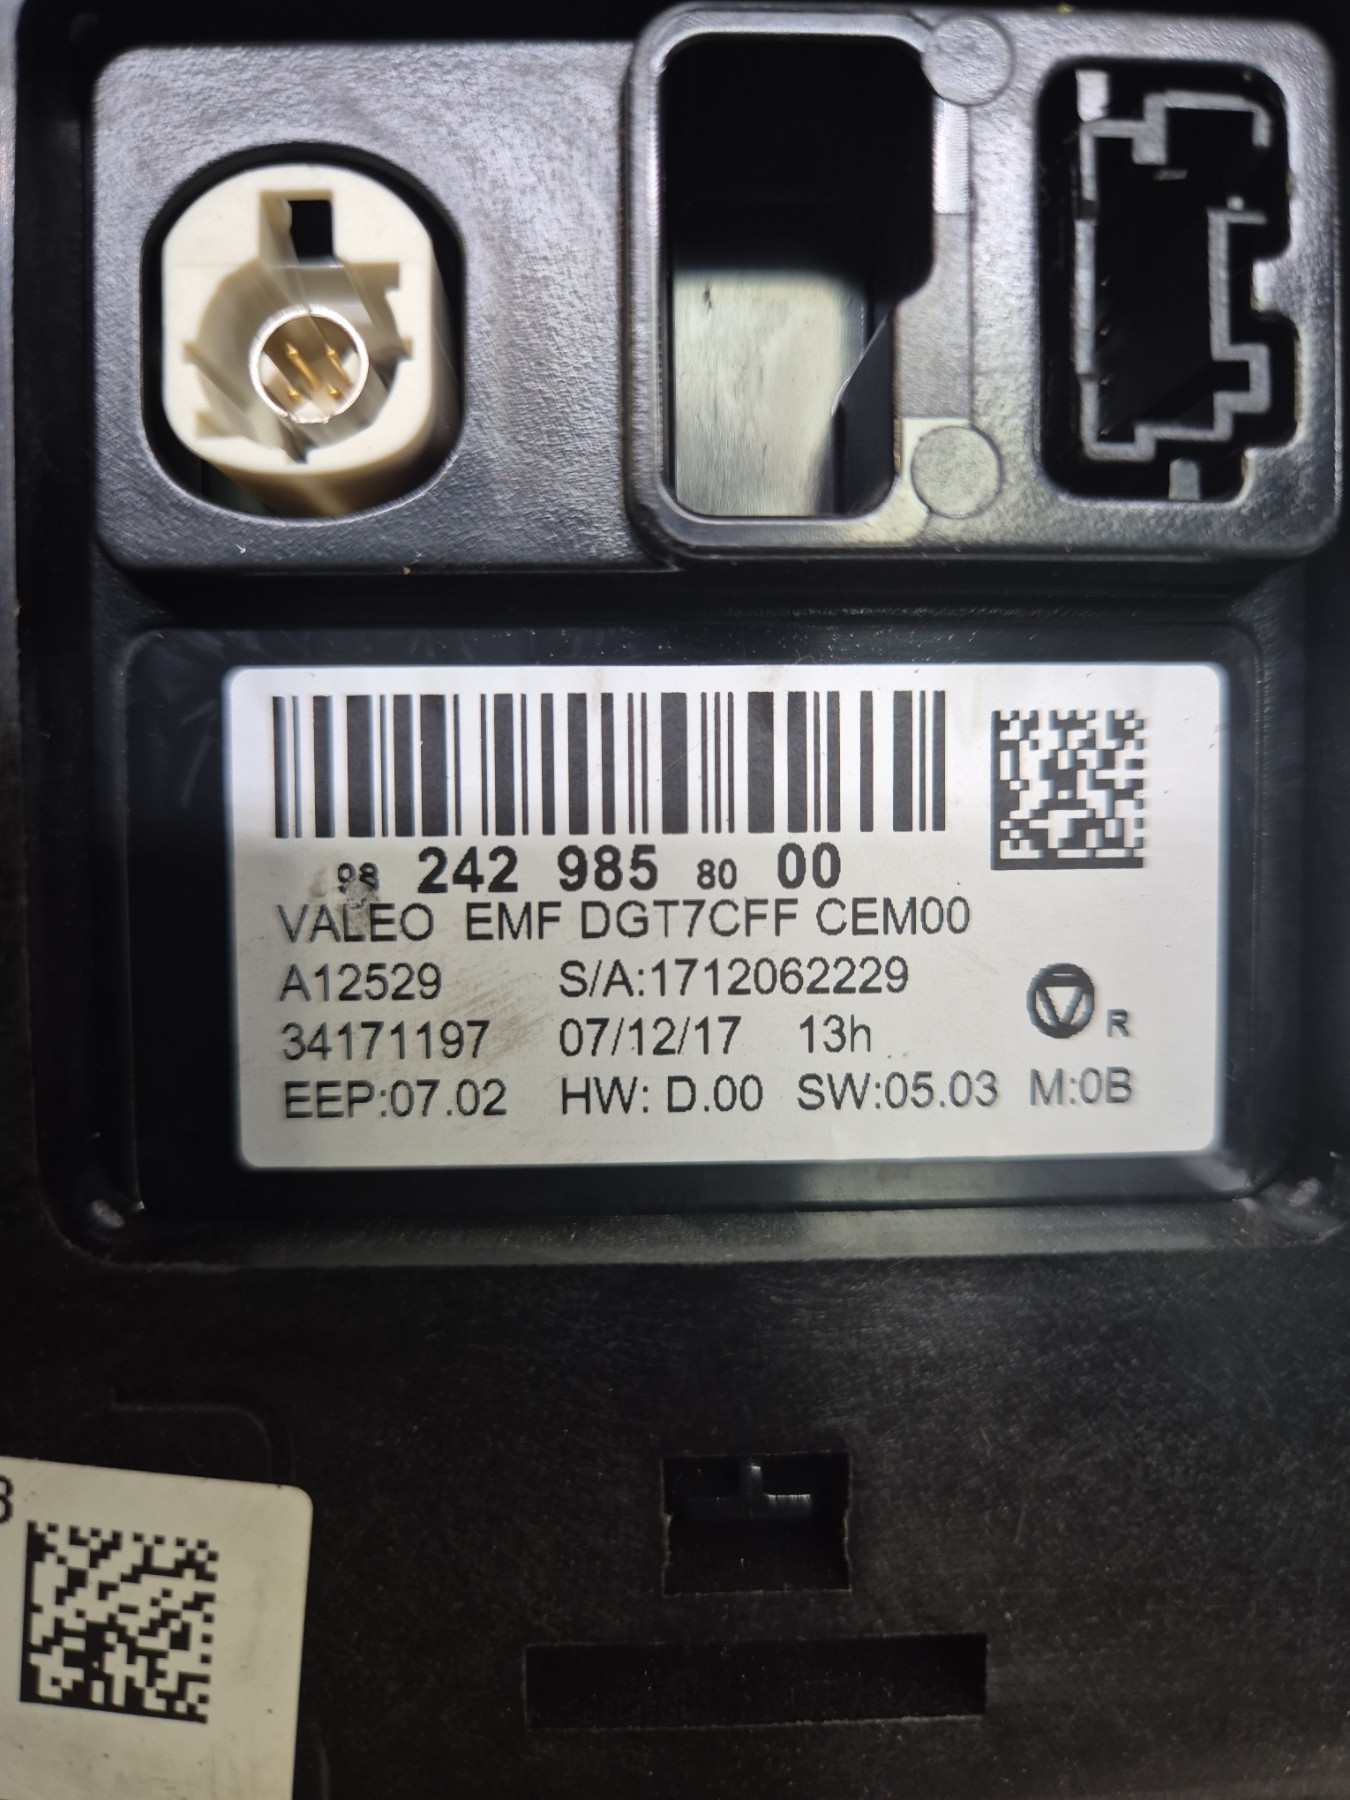 98 242 985 80 00
VALEO EMF DGT7CFF CEM00
A12529 S/A:1712062229
34171197 07/12/17 13h
R
EEP:07.02 HW: D.00 SW:05.03 M:0B